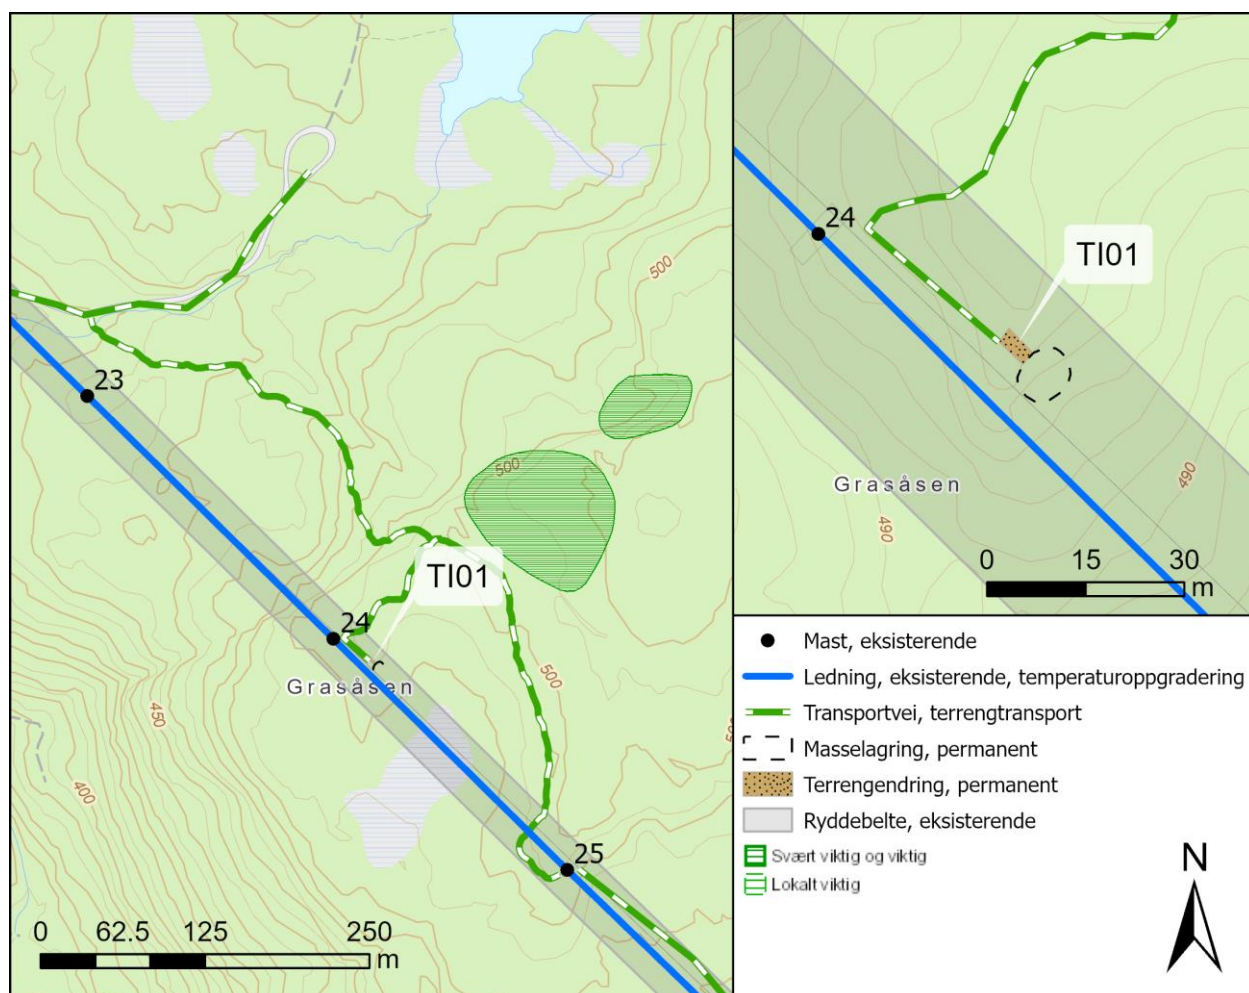 500
23
500
TI01
24
Grasåsen
500
450
400
25
0 62.5 125 250
m
24
TI01
Grasåsen
490
490
0 15 30
m
Mast, eksisterende
Ledning, eksisterende, temperaturoppgradering
Transportvei, terrengtransport
Masselagring, permanent
Terrengendring, permanent
Ryddebelte, eksisterende
Svært viktig og viktig
Lokalt viktig
N